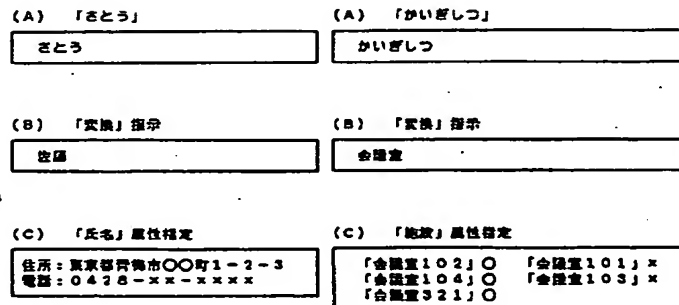 (A) 「さとう」
さとう
(B) 「変換」指示
佐藤
(C) 「氏名」属性指定
住所：東京都青梅市〇〇町１－２－３
電話：０４２８－××－××××
(A) 「かいぎしつ」
かいぎしつ
(B) 「変換」指示
会議室
(C) 「施設」属性指定
「会議室１０２」〇 「会議室１０１」×
「会議室１０４」〇 「会議室１０３」×
「会議室３２１」〇